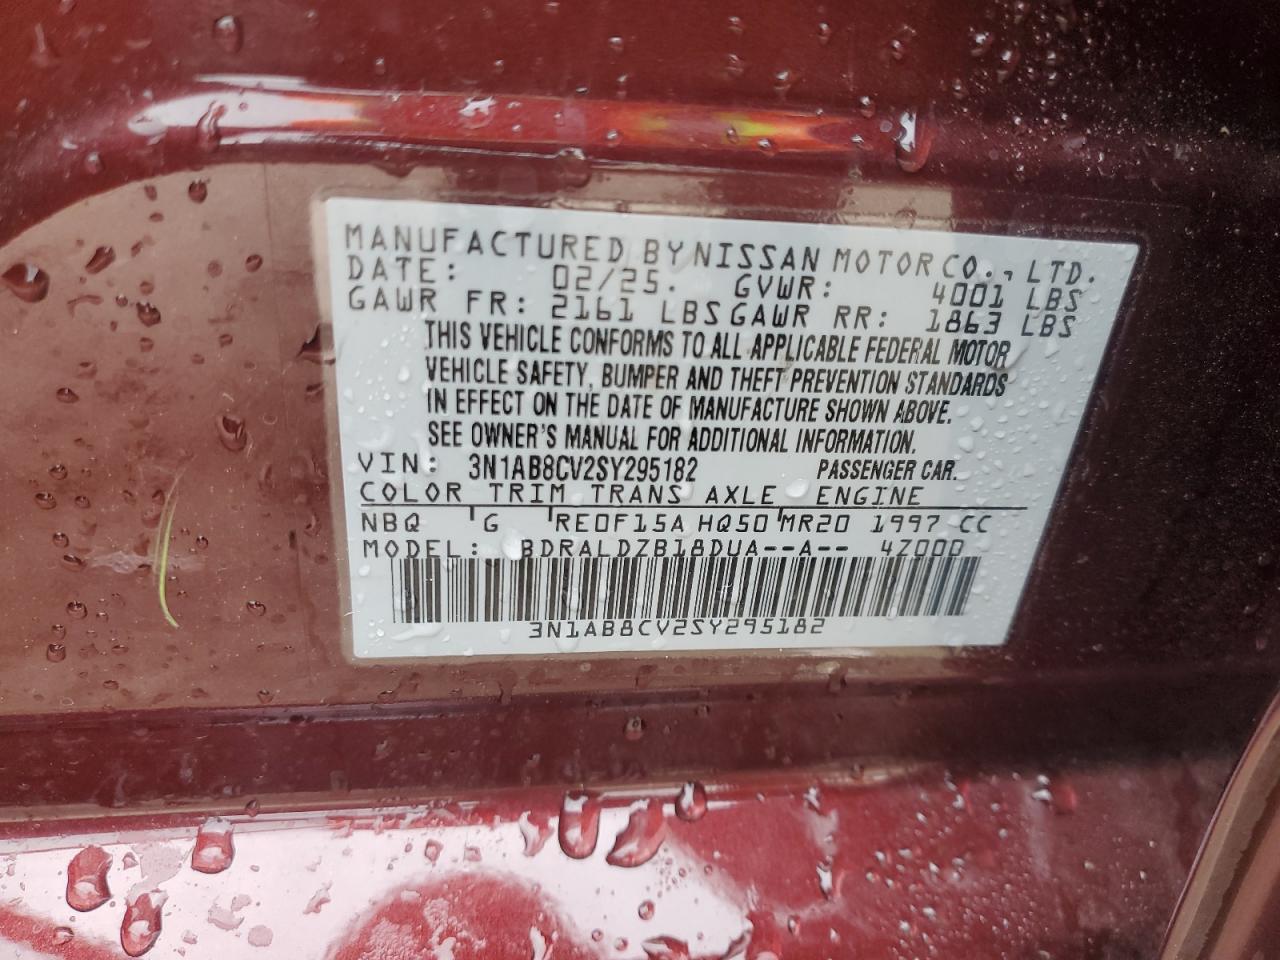 MANUFACTURED BY NISSAN MOTOR CO., LTD.
DATE: 02/25. GVWR: 4001 LBS
GAWR FR: 2161 LBS GAWR RR: 1863 LBS
THIS VEHICLE CONFORMS TO ALL APPLICABLE FEDERAL MOTOR
VEHICLE SAFETY, BUMPER AND THEFT PREVENTION STANDARDS
IN EFFECT ON THE DATE OF MANUFACTURE SHOWN ABOVE.
SEE OWNER'S MANUAL FOR ADDITIONAL INFORMATION.
VIN: 3N1AB8CV2SY295182 PASSENGER CAR.
COLOR TRIM TRANS AXLE ENGINE
NBQ G RE0F15A HQ50 MR20 1997 CC
MODEL: BDRALDZB18DUA--A-- 4Z000
3N1AB8CV2SY295182